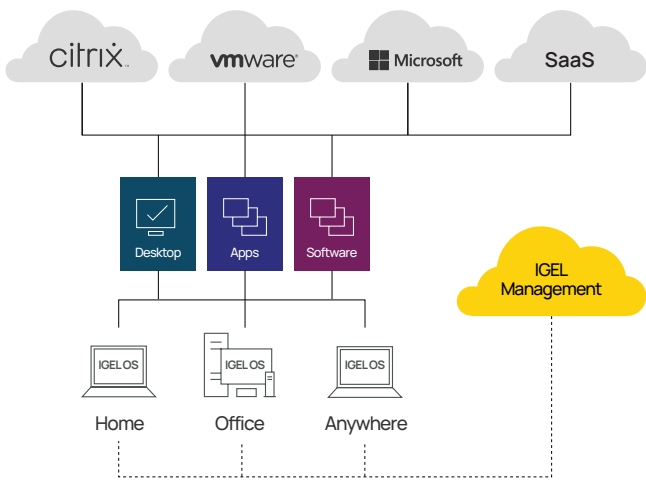 citrix
vmware®
Microsoft
SaaS
Desktop
Apps
Software
IGEL
Management
IGEL OS
IGEL OS
IGEL OS
Home
Office
Anywhere